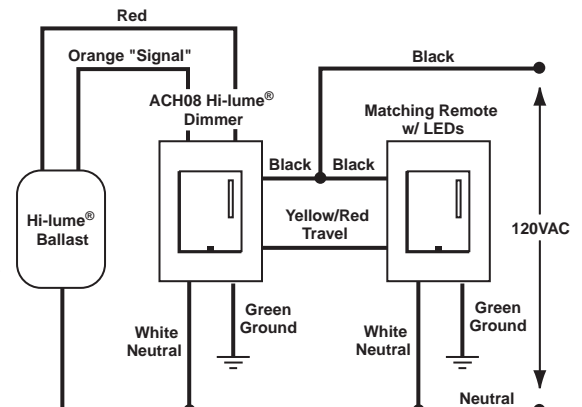 Red
Orange "Signal"
Black
ACH08 Hi-lume®
Dimmer
Matching Remote
w/ LEDs
Black
Black
Hi-lume®
Ballast
Yellow/Red
Travel
120VAC
Green
Ground
White
Neutral
Green
Ground
White
Neutral
Neutral